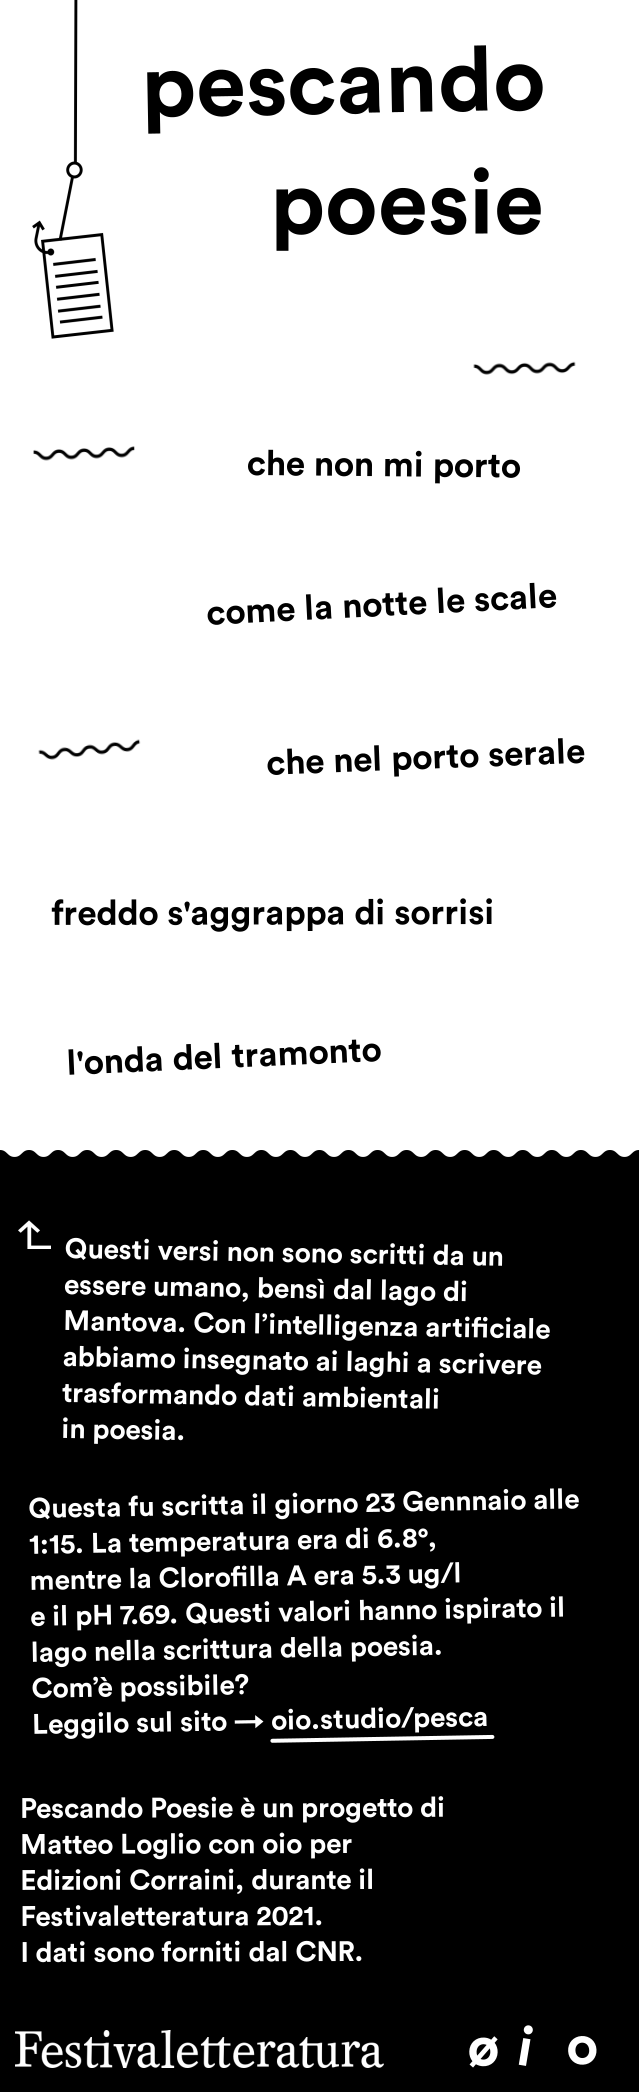 pescando
poesie
che non mi porto
come la notte le scale
che nel porto serale
freddo s'aggrappa di sorrisi
l'onda del tramonto
Questi versi non sono scritti da un
essere umano, bensì dal lago di
Mantova. Con l’intelligenza artificiale
abbiamo insegnato ai laghi a scrivere
trasformando dati ambientali
in poesia.
Questa fu scritta il giorno 23 Gennnaio alle
1:15. La temperatura era di 6.8°,
mentre la Clorofilla A era 5.3 ug/l
e il pH 7.69. Questi valori hanno ispirato il
lago nella scrittura della poesia.
Com’è possibile?
Leggilo sul sito → oio.studio/pesca
Pescando Poesie è un progetto di
Matteo Loglio con oio per
Edizioni Corraini, durante il
Festivaletteratura 2021.
I dati sono forniti dal CNR.
Festivaletteratura øio